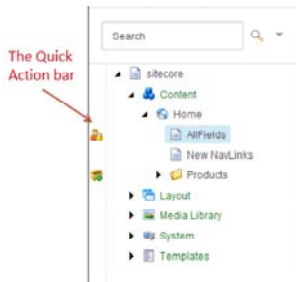 Search
The Quick
Action bar
sitecore
Content
Home
AllFields
New NavLinks
Products
Layout
Media Library
System
Templates